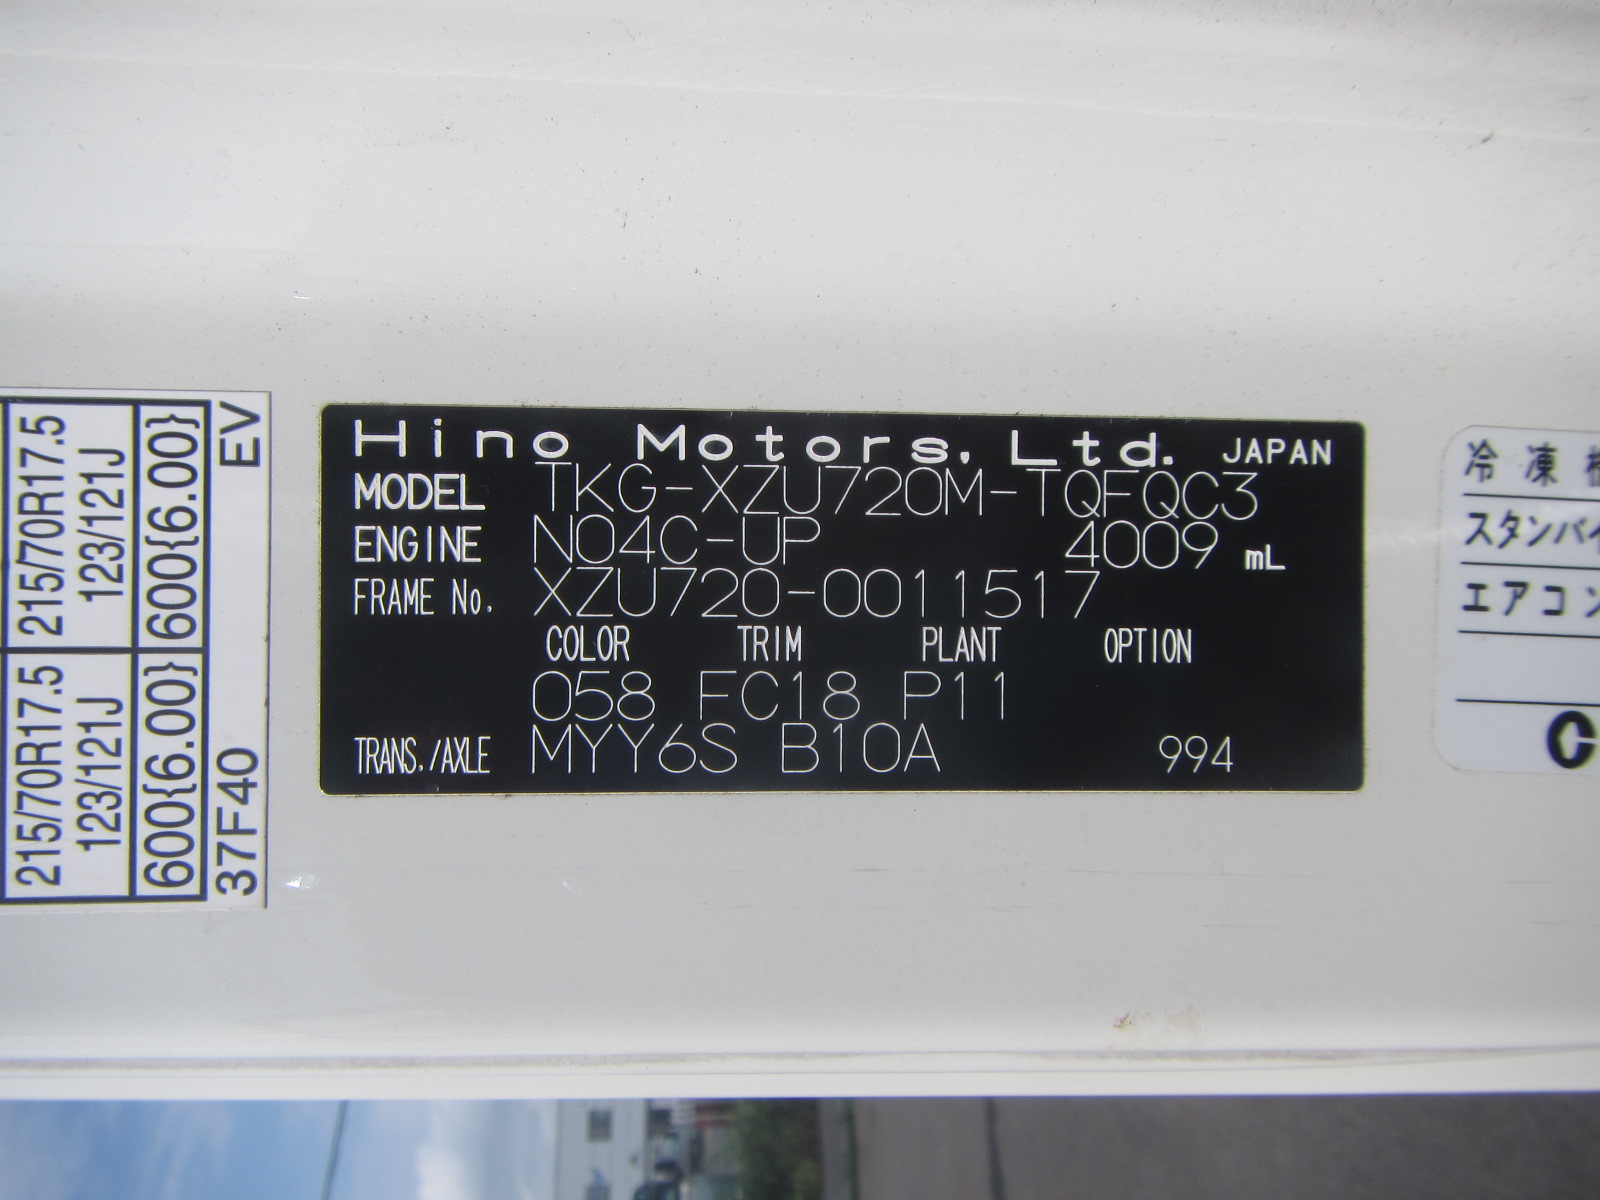 215/70R17.5
123/121J
600{6.00}
215/70R17.5
123/121J
600{6.00}
37F40 EV
Hino Motors, Ltd. JAPAN
MODEL TKG-XZU720M-TQFQC3
ENGINE N04C-UP 4009 mL
FRAME No. XZU720-0011517
COLOR TRIM PLANT OPTION
058 FC18 P11
TRANS./AXLE MYY6S B10A 994
冷凍
スタンバイ
エアコン